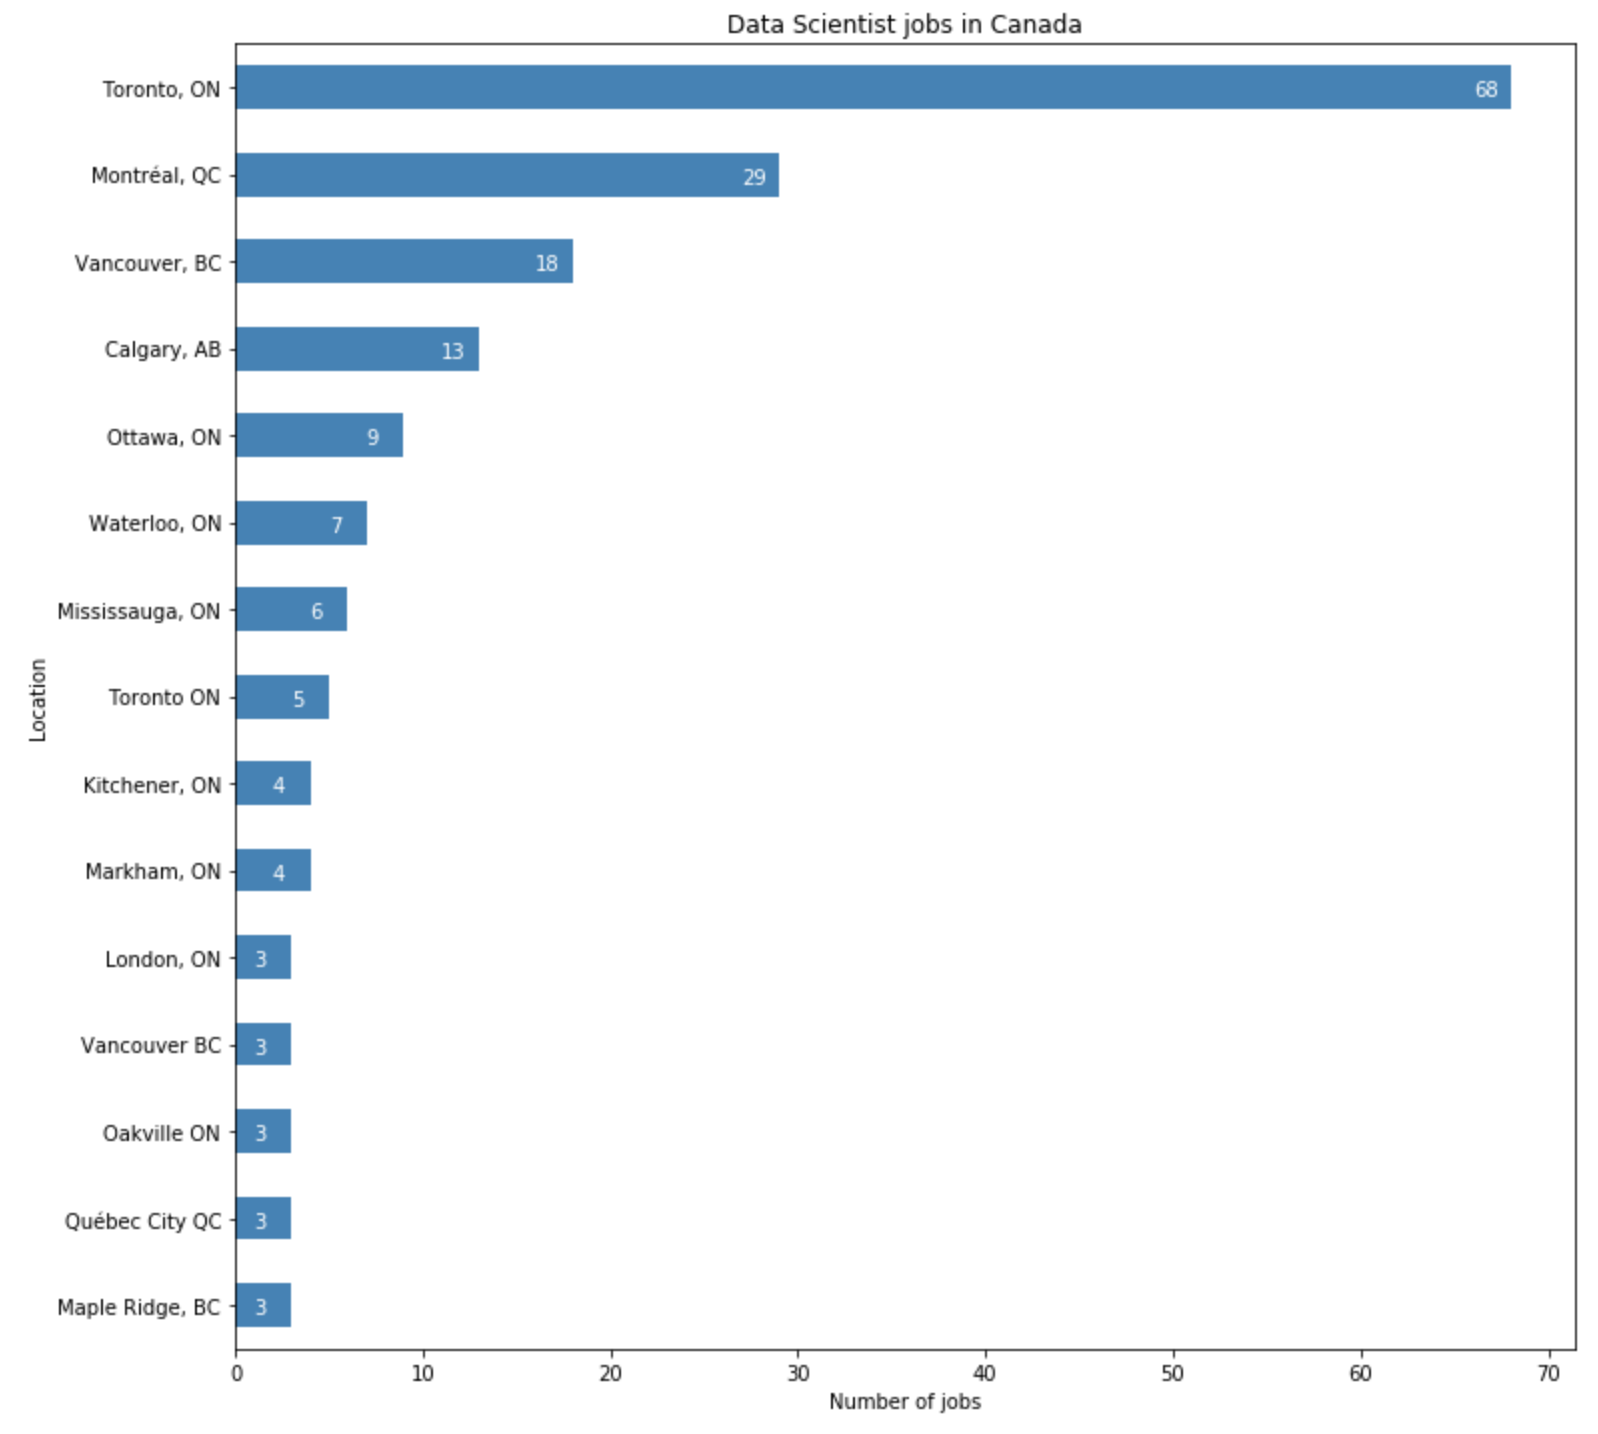 Data Scientist jobs in Canada
Toronto, ON 68
Montréal, QC 29
Vancouver, BC 18
Calgary, AB 13
Ottawa, ON 9
Waterloo, ON 7
Mississauga, ON 6
Toronto ON 5
Kitchener, ON 4
Markham, ON 4
London, ON 3
Vancouver BC 3
Oakville ON 3
Québec City QC 3
Maple Ridge, BC 3
Location
0 10 20 30 40 50 60 70
Number of jobs